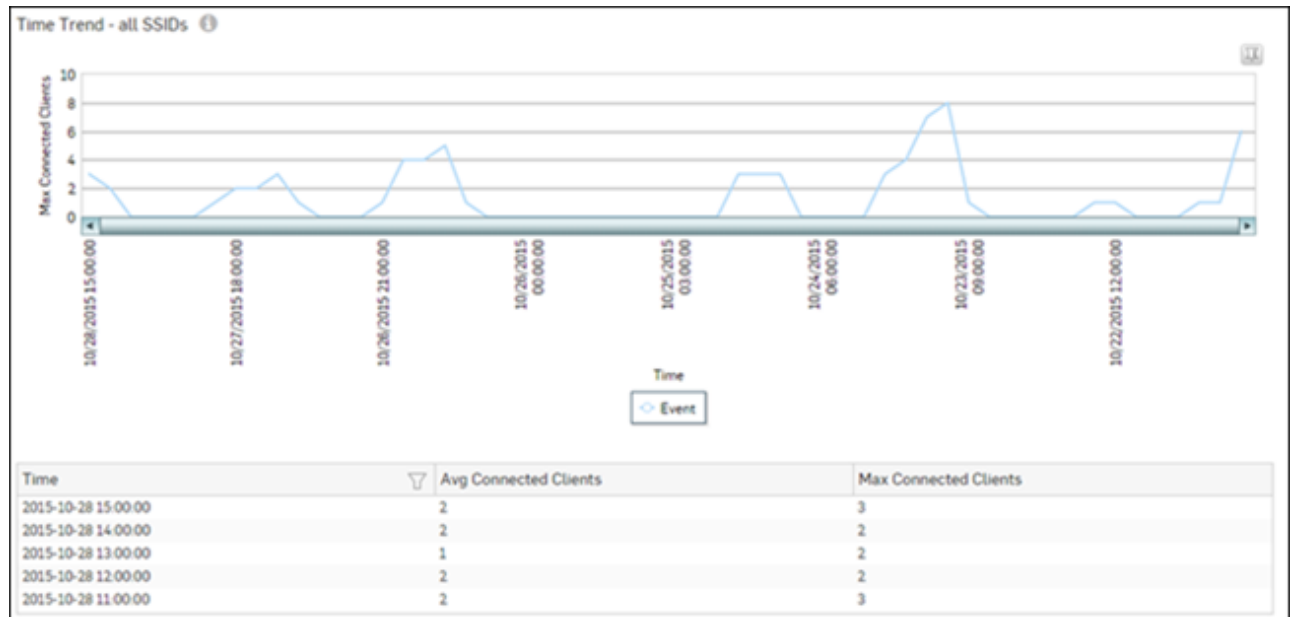 Time Trend - all SSIDs
Max Connected Clients
10
8
6
4
2
0
10/28/2015 15:00:00
10/27/2015 18:00:00
10/26/2015 21:00:00
10/26/2015
00:00:00
10/25/2015
03:00:00
10/24/2015
06:00:00
10/23/2015
09:00:00
10/22/2015 12:00:00
Time
Event
Time Avg Connected Clients Max Connected Clients
2015-10-28 15:00:00 2 3
2015-10-28 14:00:00 2 2
2015-10-28 13:00:00 1 2
2015-10-28 12:00:00 2 2
2015-10-28 11:00:00 2 3